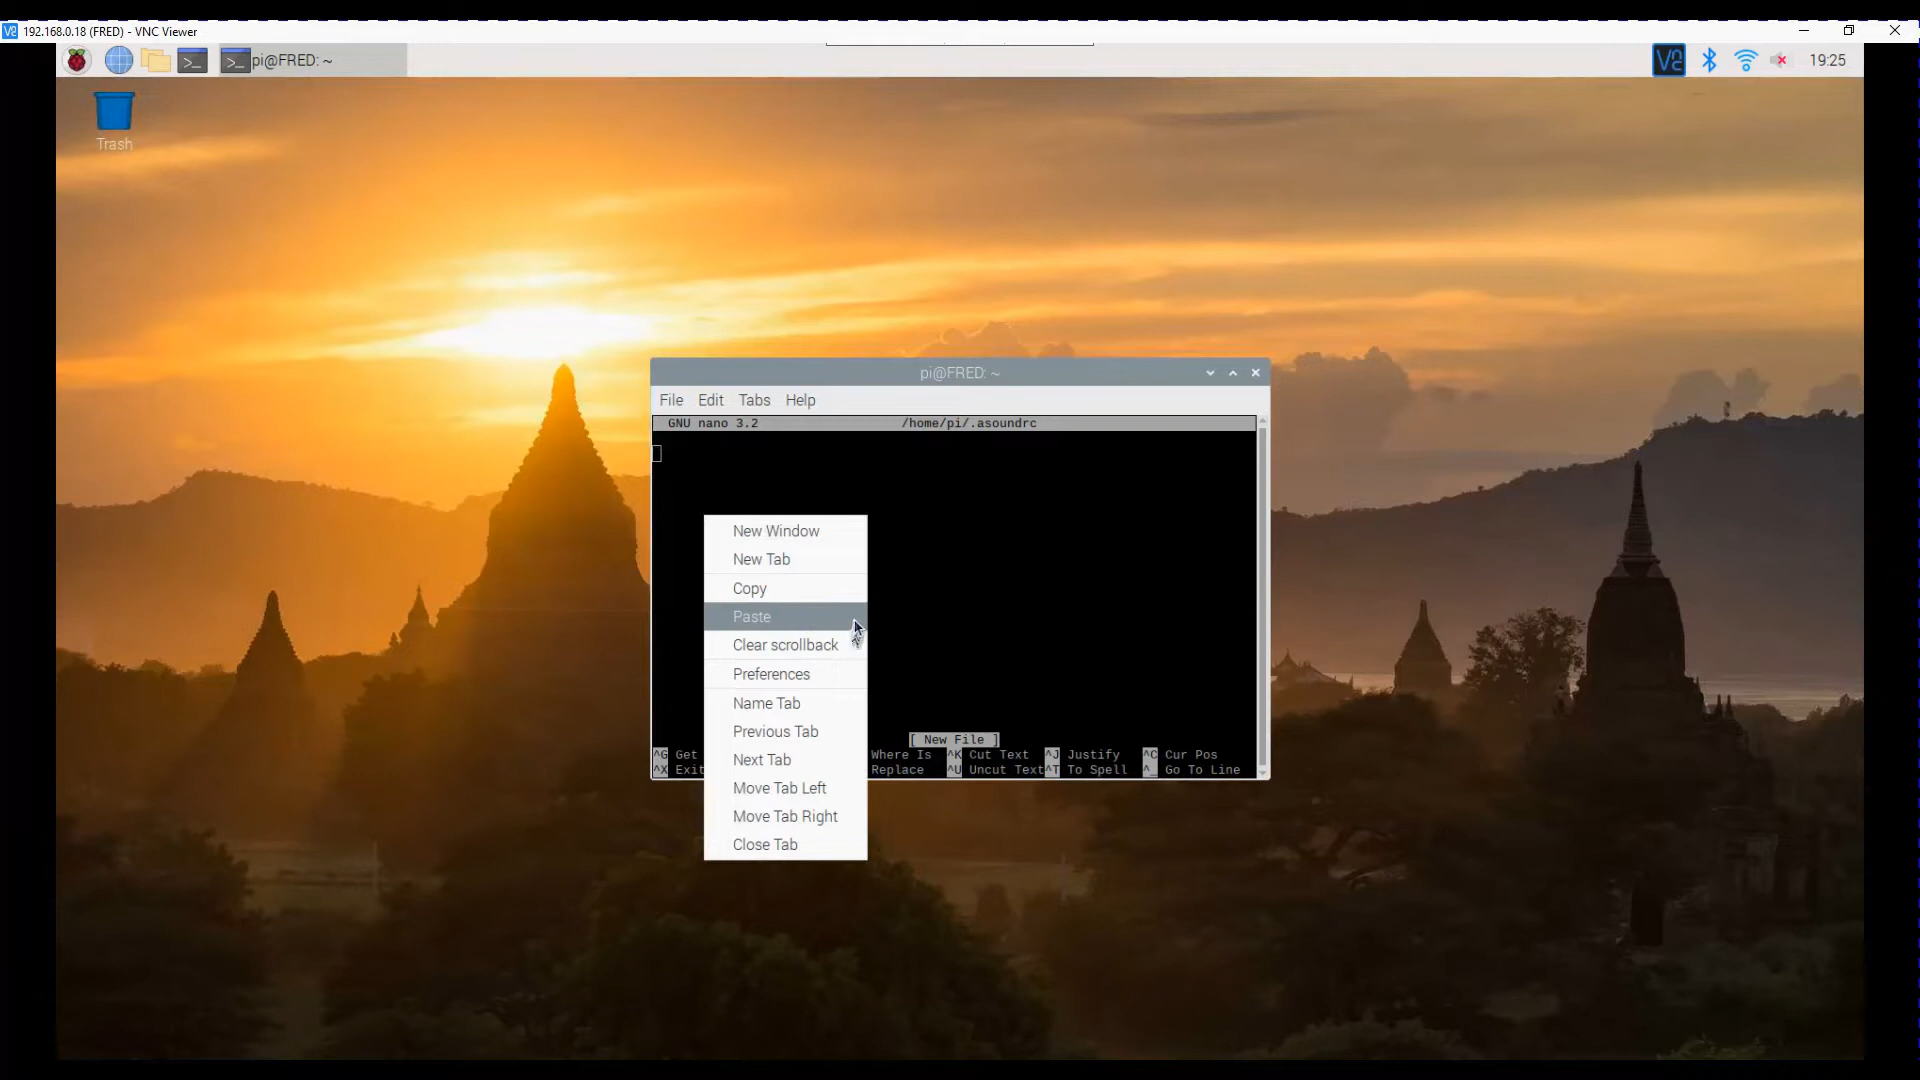 192.168.0.18 (FRED) - VNC Viewer
pi@FRED: ~
19:25
Trash
pi@FRED: ~
File Edit Tabs Help
GNU nano 3.2 /home/pi/.asoundrc
New Window
New Tab
Copy
Paste
Clear scrollback
Preferences
Name Tab
Previous Tab
Next Tab
Move Tab Left
Move Tab Right
Close Tab
[ New File ]
^G Get Where Is ^K Cut Text ^J Justify ^C Cur Pos
^X Exit Replace ^U Uncut Text ^T To Spell ^_ Go To Line